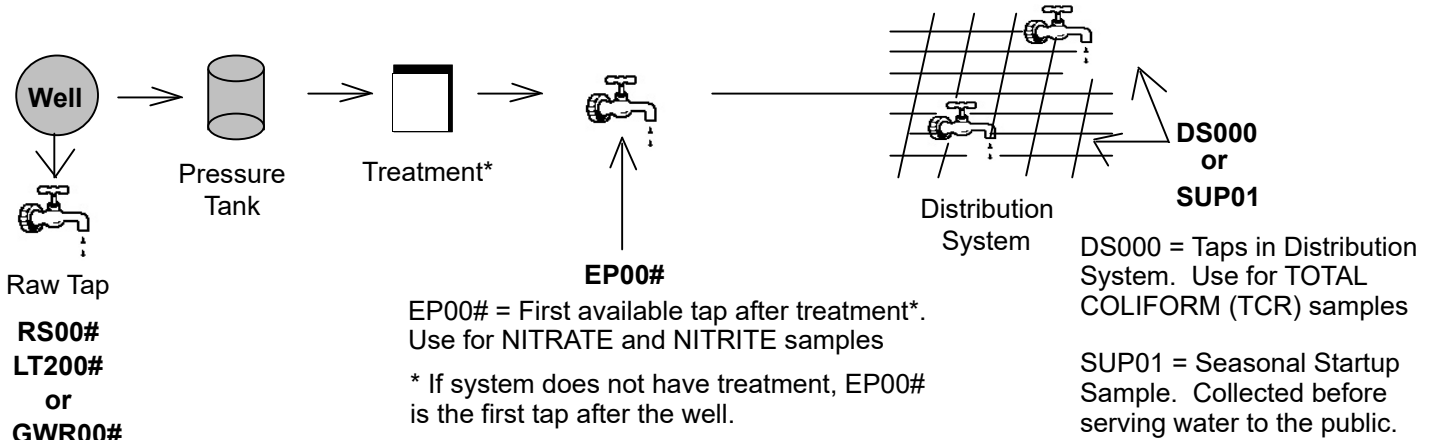 Well
Pressure
Tank
Treatment*
Raw Tap
RS00#
LT200#
or
GWR00#
EP00#
EP00# = First available tap after treatment*.
Use for NITRATE and NITRITE samples
* If system does not have treatment, EP00#
is the first tap after the well.
Distribution
System
DS000
or
SUP01
DS000 = Taps in Distribution
System. Use for TOTAL
COLIFORM (TCR) samples
SUP01 = Seasonal Startup
Sample. Collected before
serving water to the public.